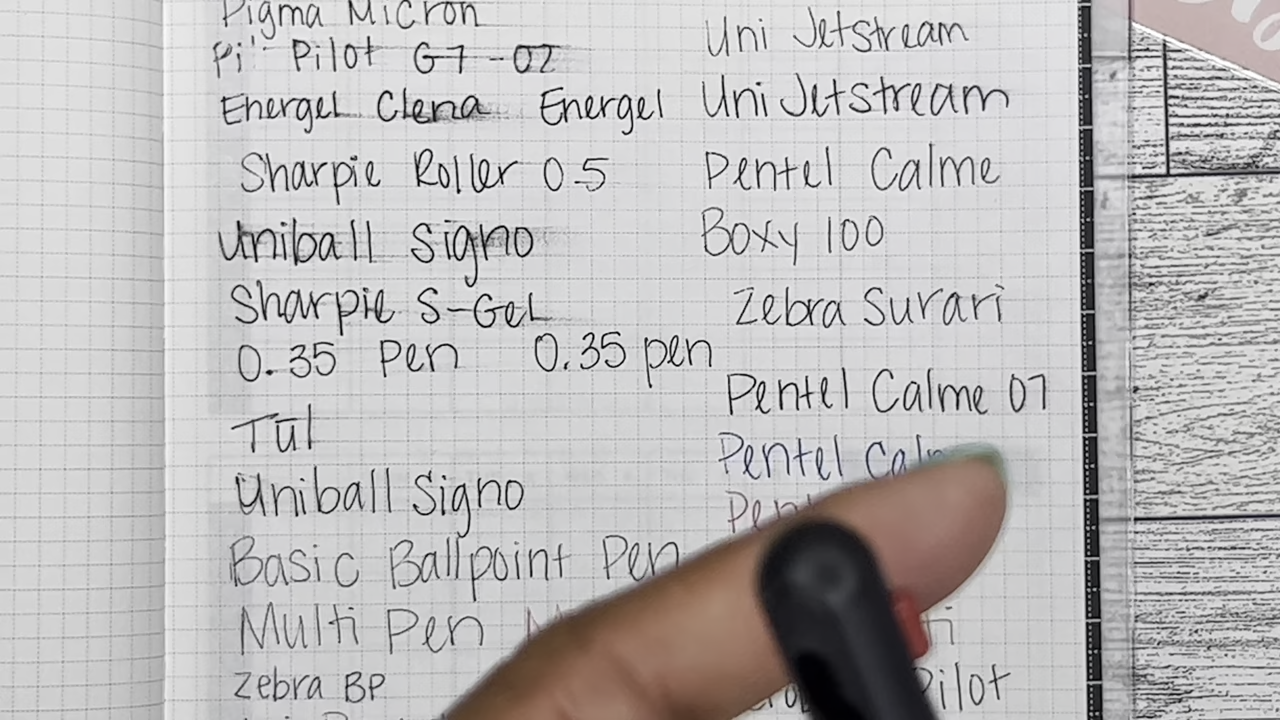 Pigma Micron
Pi Pilot G7-02
Energel Clena Energel
Sharpie Roller 0.5
Uniball Signo
Sharpie S-Gel
0.35 Pen 0.35 pen
Tūl
Uniball Signo
Basic Ballpoint Pen
Multi Pen
Zebra BP
Uni Jetstream
Uni Jetstream
Pentel Calme
Boxy 100
Zebra Surari
Pentel Calme 07
Pentel
Pilot